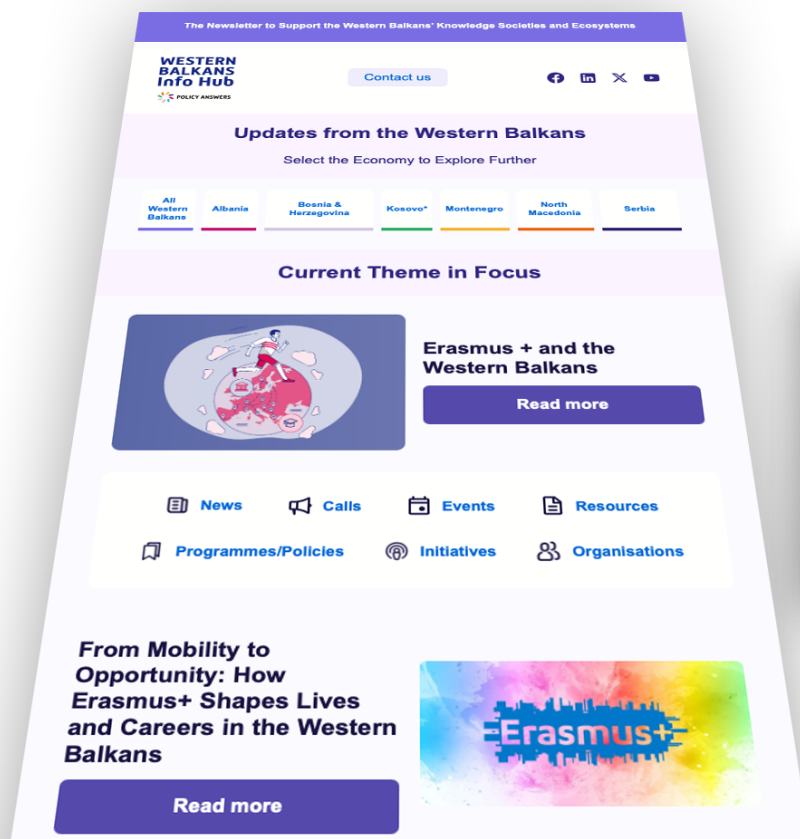 The Newsletter to Support the Western Balkans' Knowledge Societies and Ecosystems
WESTERN
BALKANS
Info Hub
POLICY ANSWERS
Contact us
Updates from the Western Balkans
Select the Economy to Explore Further
All
Western
Balkans
Albania
Bosnia &
Herzegovina
Kosovo*
Montenegro
North
Macedonia
Serbia
Current Theme in Focus
Erasmus + and the
Western Balkans
Read more
News
Calls
Events
Resources
Programmes/Policies
Initiatives
Organisations
From Mobility to
Opportunity: How
Erasmus+ Shapes Lives
and Careers in the Western
Balkans
Read more
Erasmus+